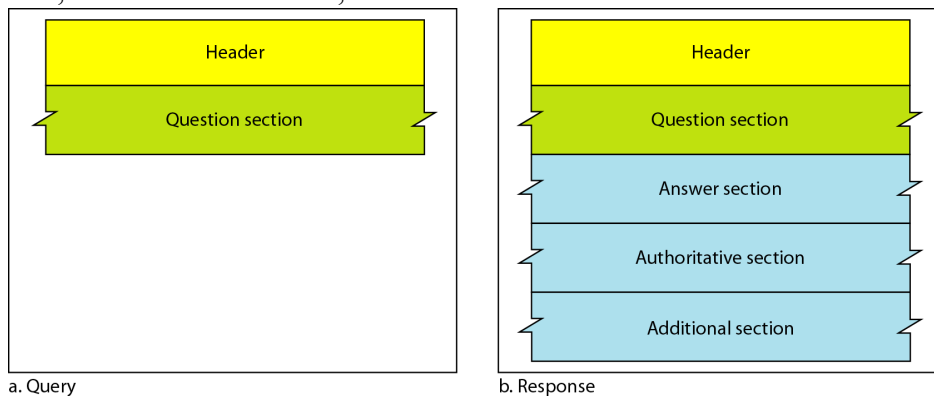 Header
Question section
a. Query
Header
Question section
Answer section
Authoritative section
Additional section
b. Response